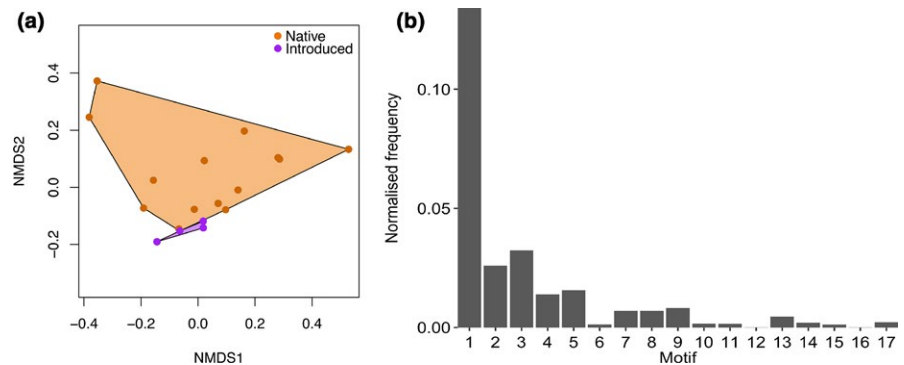 (a)
Native
Introduced
0.4
0.2
0.0
−0.2
NMDS2
−0.4 −0.2 0.0 0.2 0.4
NMDS1
(b)
0.10
0.05
0.00
Normalised frequency
1 2 3 4 5 6 7 8 9 10 11 12 13 14 15 16 17
Motif